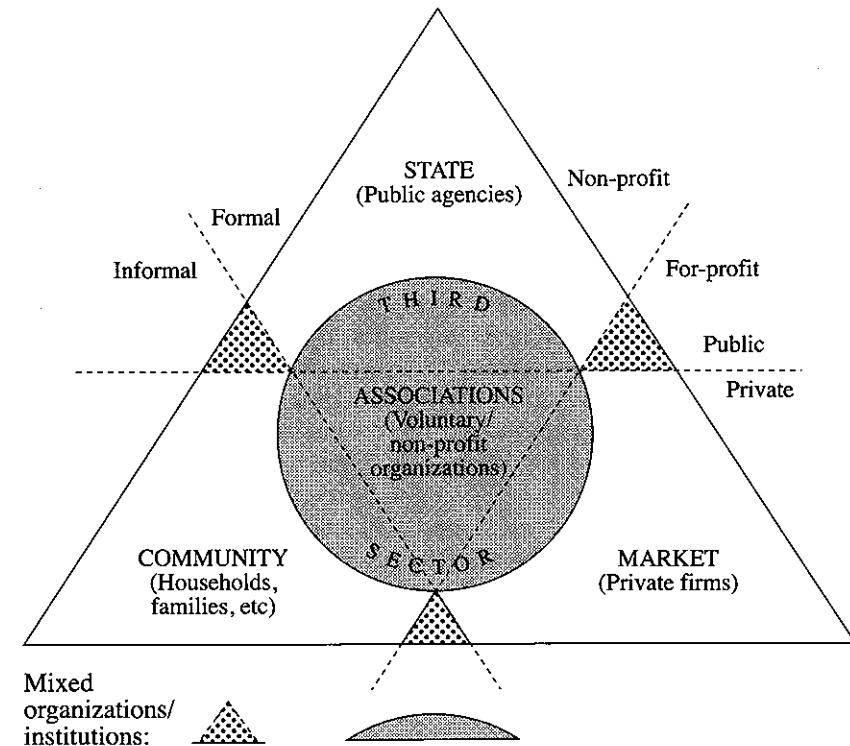 STATE
(Public agencies)
Non-profit
Formal
Informal
For-profit
THIRD
Public
Private
ASSOCIATIONS
(Voluntary/
non-profit
organizations)
SECTOR
COMMUNITY
(Households,
families, etc)
MARKET
(Private firms)
Mixed
organizations/
institutions: